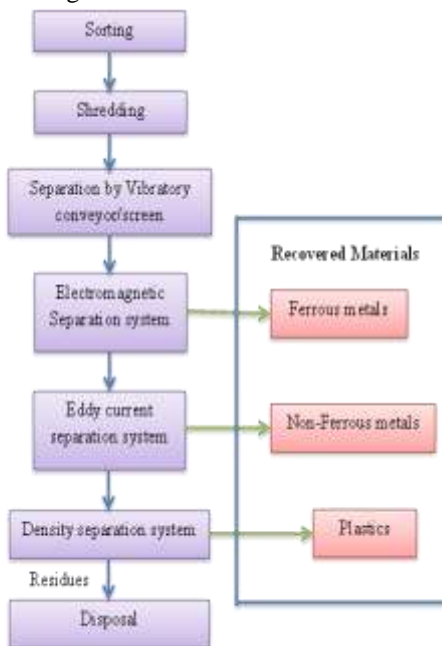 Sorting
Shredding
Separation by Vibratory
conveyor/screen
Recovered Materials
Electromagnetic
Separation system
Ferrous metals
Eddy current
separation system
Non-Ferrous metals
Density separation system
Plastics
Residues
Disposal